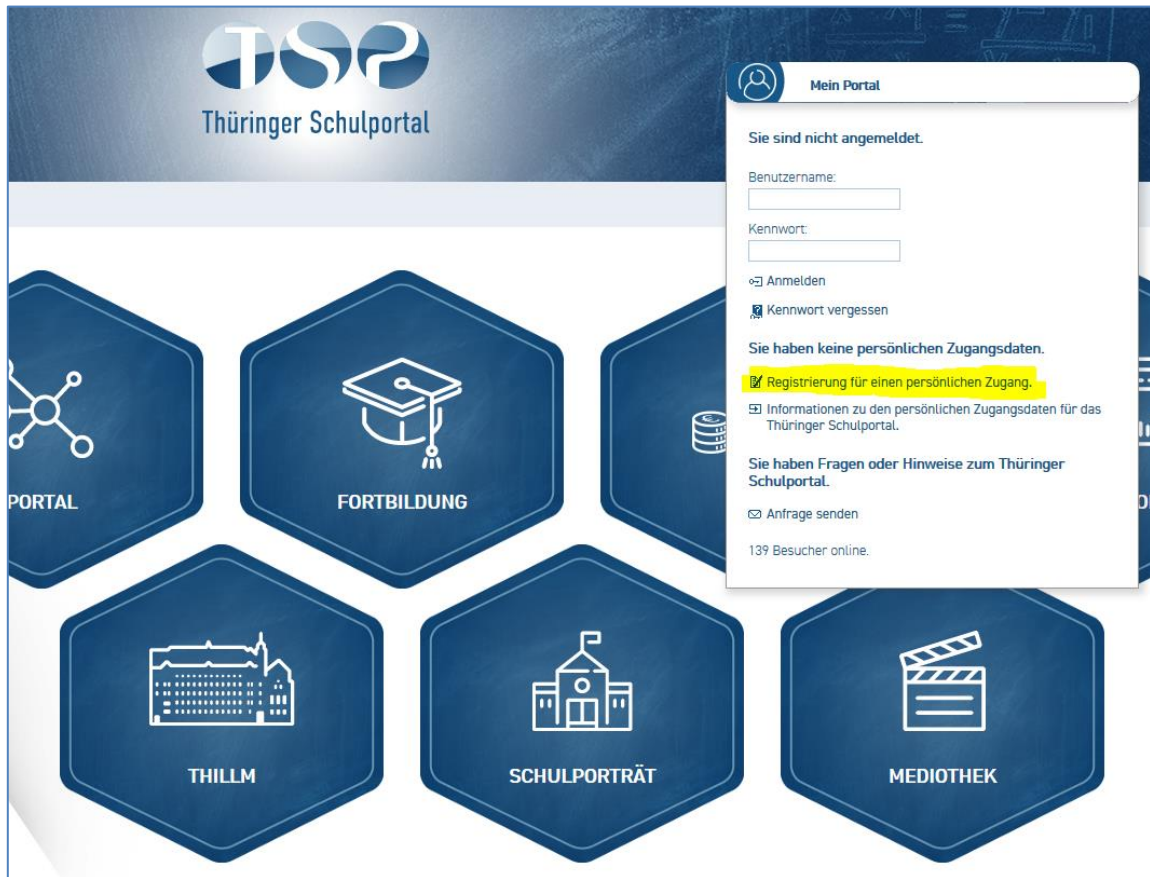 TSP
Thüringer Schulportal
Mein Portal
Sie sind nicht angemeldet.
Benutzername:
Kennwort:
Anmelden
Kennwort vergessen
Sie haben keine persönlichen Zugangsdaten.
Registrierung für einen persönlichen Zugang.
Informationen zu den persönlichen Zugangsdaten für das
Thüringer Schulportal.
Sie haben Fragen oder Hinweise zum Thüringer
Schulportal.
Anfrage senden
139 Besucher online.
PORTAL
FORTBILDUNG
THILLM
SCHULPORTRÄT
MEDIOTHEK